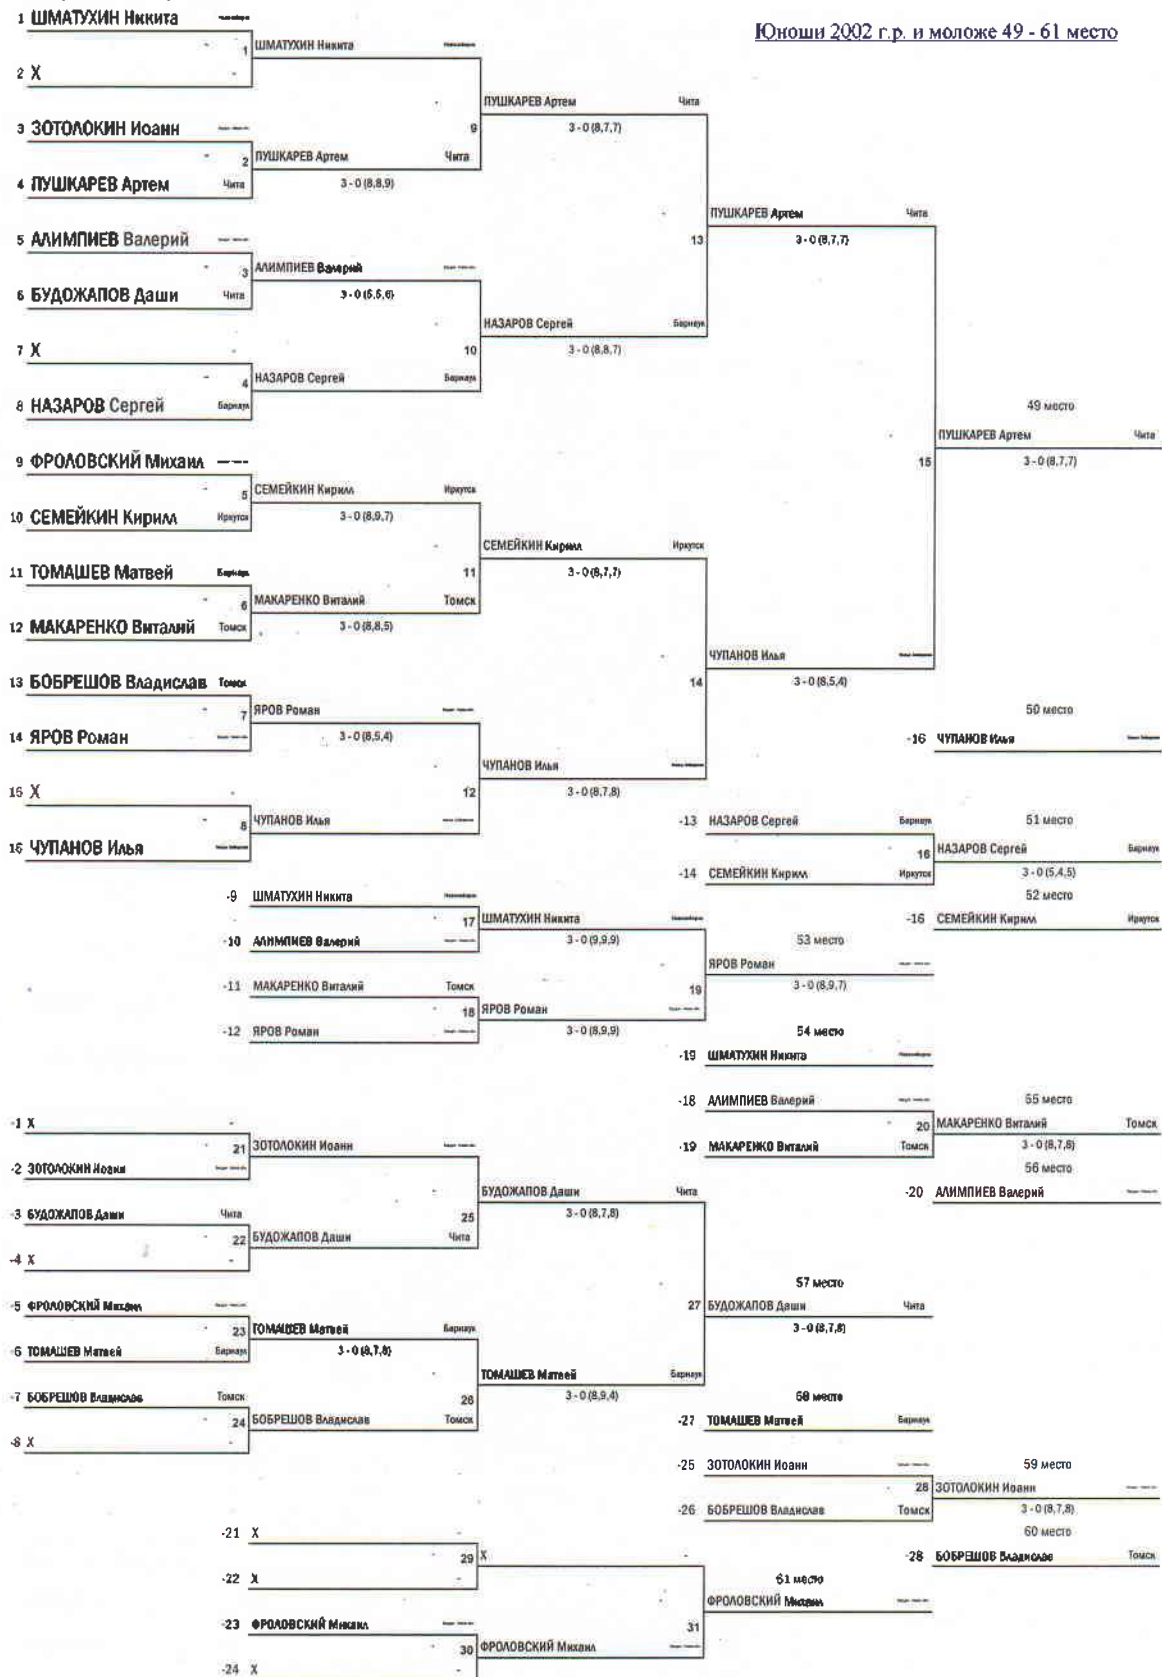 Юноши 2002 г.р. и моложе 49 - 61 место
1 ШМАТУХИН Никита
1 ШМАТУХИН Никита
2 X
ПУШКАРЕВ Артем Чита
9 3 - 0 (8,7,7)
3 ЗОТОЛОКИН Иоанн
2 ПУШКАРЕВ Артем Чита
4 ПУШКАРЕВ Артем Чита 3 - 0 (8,8,9)
ПУШКАРЕВ Артем Чита
13 3 - 0 (8,7,7)
5 АЛИМПИЕВ Валерий
3 АЛИМПИЕВ Валерий
6 БУДОЖАПОВ Даши Чита 3 - 0 (5,5,6)
НАЗАРОВ Сергей Барнаул
10 3 - 0 (8,8,7)
7 X
4 НАЗАРОВ Сергей Барнаул
8 НАЗАРОВ Сергей Барнаул
49 место
ПУШКАРЕВ Артем Чита
15 3 - 0 (8,7,7)
9 ФРОЛОВСКИЙ Михаил
5 СЕМЕЙКИН Кирилл Иркутск
10 СЕМЕЙКИН Кирилл Иркутск 3 - 0 (8,9,7)
СЕМЕЙКИН Кирилл Иркутск
11 3 - 0 (8,7,7)
11 ТОМАШЕВ Матвей Барнаул
6 МАКАРЕНКО Виталий Томск
12 МАКАРЕНКО Виталий Томск 3 - 0 (8,8,5)
ЧУПАНОВ Илья
14 3 - 0 (8,5,4)
13 БОБРЕШОВ Владислав Томск
7 ЯРОВ Роман
14 ЯРОВ Роман 3 - 0 (8,5,4)
50 место
-16 ЧУПАНОВ Илья
ЧУПАНОВ Илья
12 3 - 0 (8,7,8)
15 X
8 ЧУПАНОВ Илья
16 ЧУПАНОВ Илья
-13 НАЗАРОВ Сергей Барнаул 51 место
16 НАЗАРОВ Сергей Барнаул
-14 СЕМЕЙКИН Кирилл Иркутск 3 - 0 (5,4,5)
52 место
-16 СЕМЕЙКИН Кирилл Иркутск
-9 ШМАТУХИН Никита
17 ШМАТУХИН Никита
-10 АЛИМПИЕВ Валерий 3 - 0 (9,9,9)
53 место
ЯРОВ Роман
19 3 - 0 (8,9,7)
-11 МАКАРЕНКО Виталий Томск
18 ЯРОВ Роман
-12 ЯРОВ Роман 3 - 0 (8,9,9)
54 место
-19 ШМАТУХИН Никита
-18 АЛИМПИЕВ Валерий 55 место
20 МАКАРЕНКО Виталий Томск
-19 МАКАРЕНКО Виталий Томск 3 - 0 (8,7,8)
56 место
-20 АЛИМПИЕВ Валерий
-1 X
21 ЗОТОЛОКИН Иоанн
-2 ЗОТОЛОКИН Иоанн
БУДОЖАПОВ Даши Чита
25 3 - 0 (8,7,8)
-3 БУДОЖАПОВ Даши Чита
22 БУДОЖАПОВ Даши Чита
-4 X
57 место
27 БУДОЖАПОВ Даши Чита
3 - 0 (8,7,8)
-5 ФРОЛОВСКИЙ Михаил
23 ТОМАШЕВ Матвей Барнаул
-6 ТОМАШЕВ Матвей Барнаул 3 - 0 (8,7,8)
ТОМАШЕВ Матвей Барнаул
26 3 - 0 (8,9,4)
-7 БОБРЕШОВ Владислав Томск
24 БОБРЕШОВ Владислав Томск
-8 X
58 место
-27 ТОМАШЕВ Матвей Барнаул
-25 ЗОТОЛОКИН Иоанн 59 место
28 ЗОТОЛОКИН Иоанн
-26 БОБРЕШОВ Владислав Томск 3 - 0 (8,7,8)
60 место
-28 БОБРЕШОВ Владислав Томск
-21 X
29 X
-22 X
61 место
ФРОЛОВСКИЙ Михаил
31
-23 ФРОЛОВСКИЙ Михаил
30 ФРОЛОВСКИЙ Михаил
-24 X